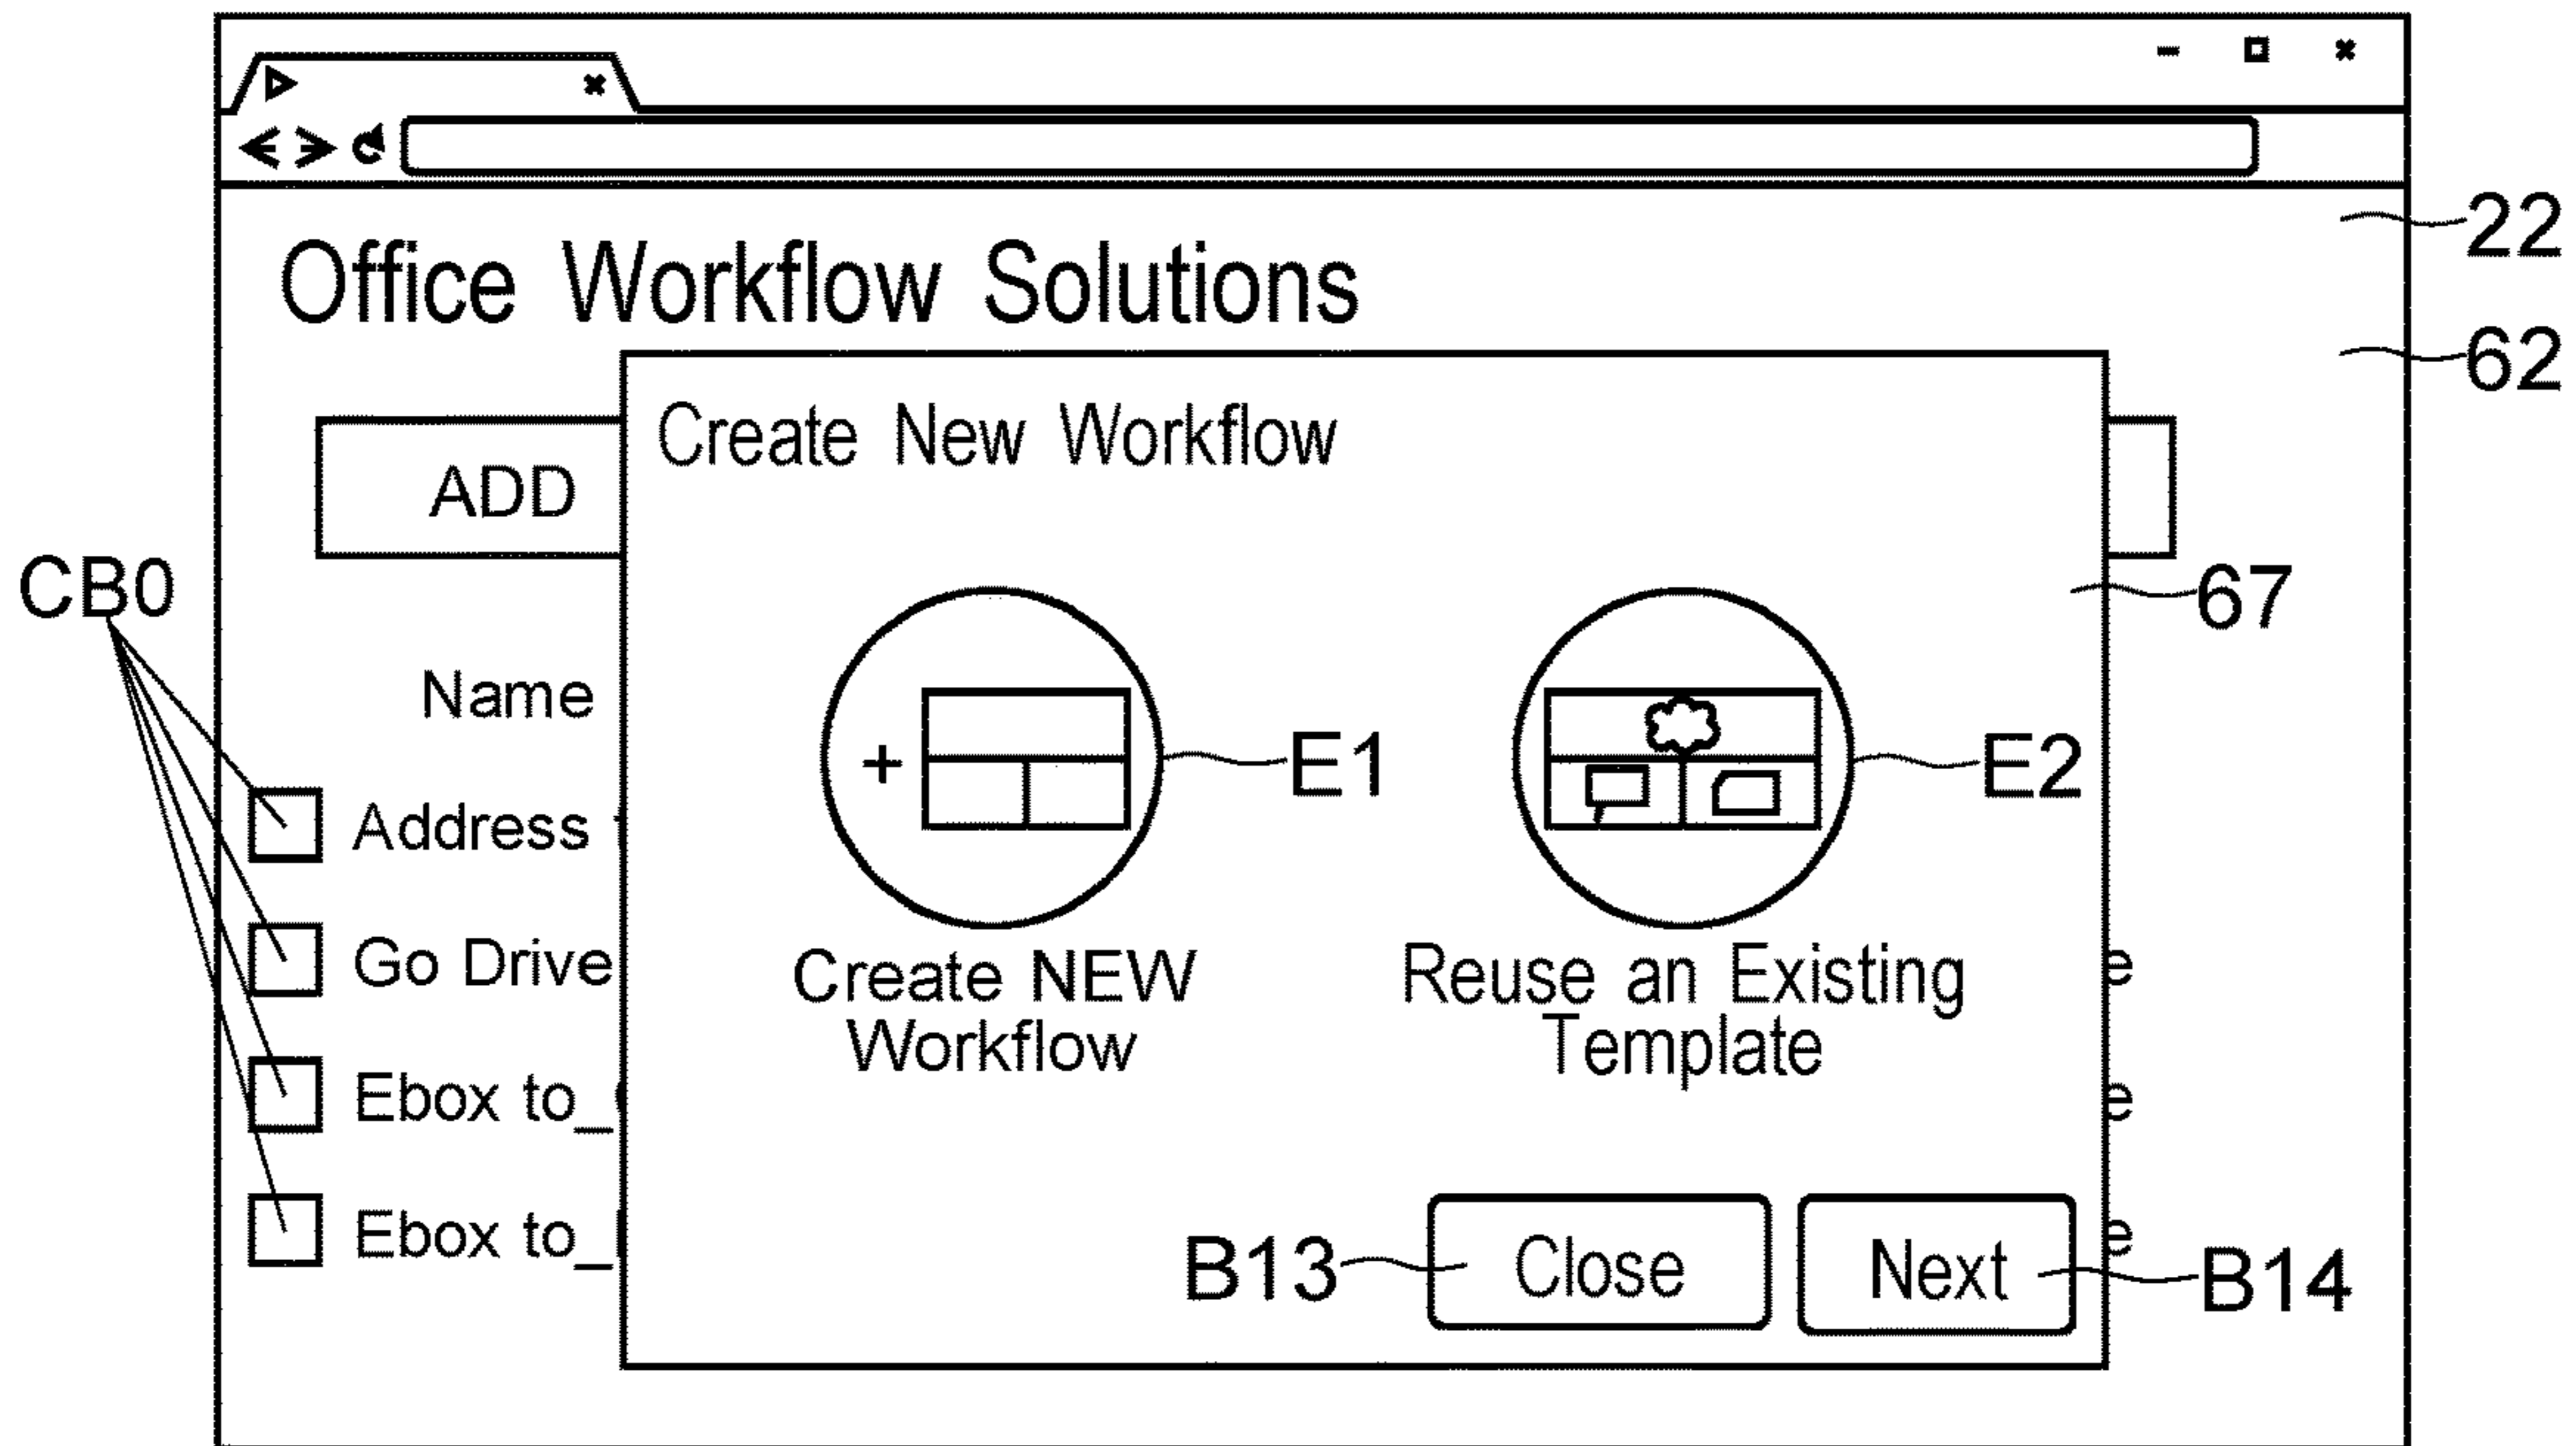 22
Office Workflow Solutions
62
Create New Workflow
ADD
CB0
67
Name
E1
E2
Address
Go Drive
Create NEW
Workflow
Reuse an Existing
Template
e
Ebox to_
e
Ebox to_
e
B13
Close
Next
B14